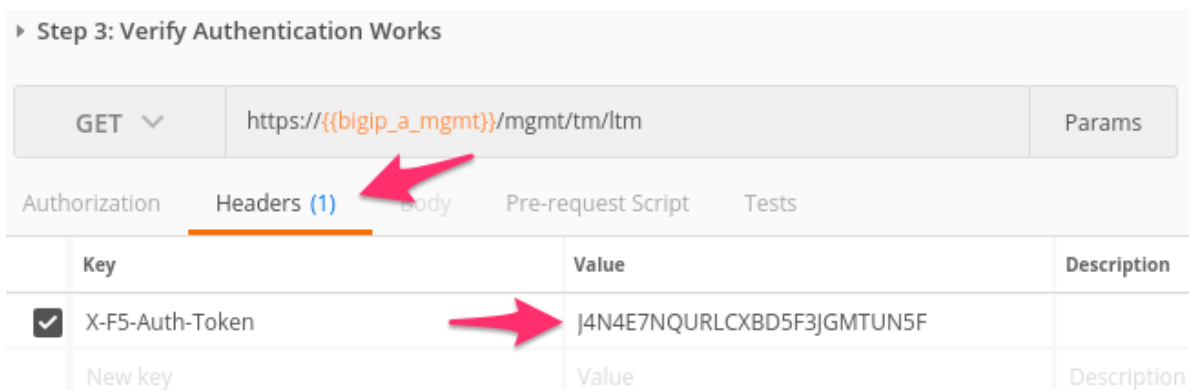 Step 3: Verify Authentication Works
GET https://{{bigip_a_mgmt}}/mgmt/tm/ltm Params
Authorization Headers (1) Body Pre-request Script Tests
Key Value Description
X-F5-Auth-Token J4N4E7NQURLCXBD5F3JGMTUN5F
New key Value Description